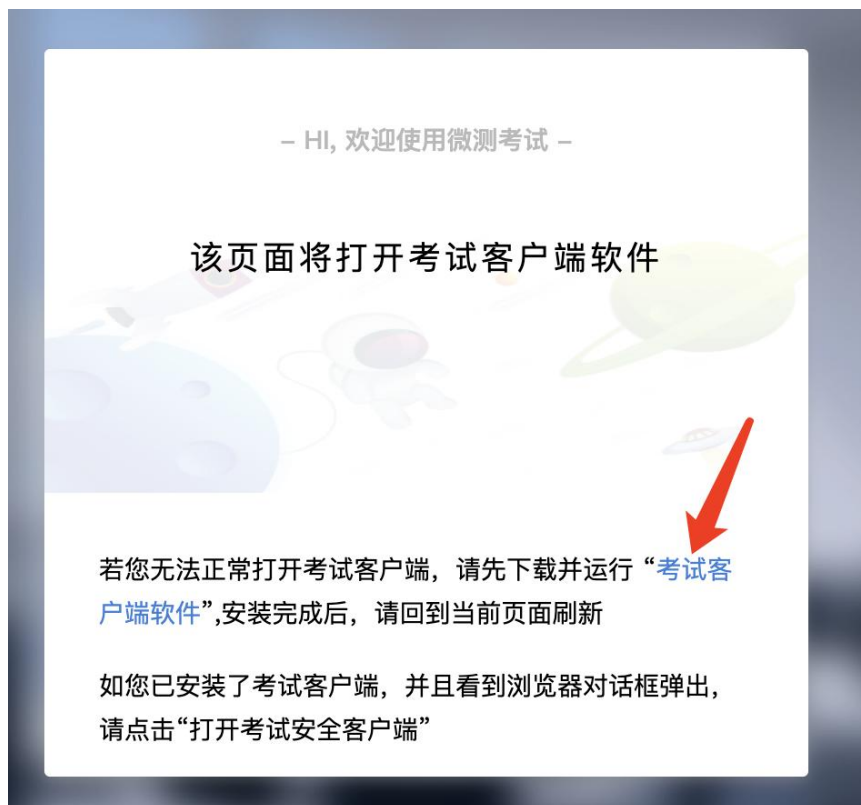 – HI, 欢迎使用微测考试 –
该页面将打开考试客户端软件
若您无法正常打开考试客户端，请先下载并运行 “考试客
户端软件”,安装完成后，请回到当前页面刷新
如您已安装了考试客户端，并且看到浏览器对话框弹出，
请点击“打开考试安全客户端”